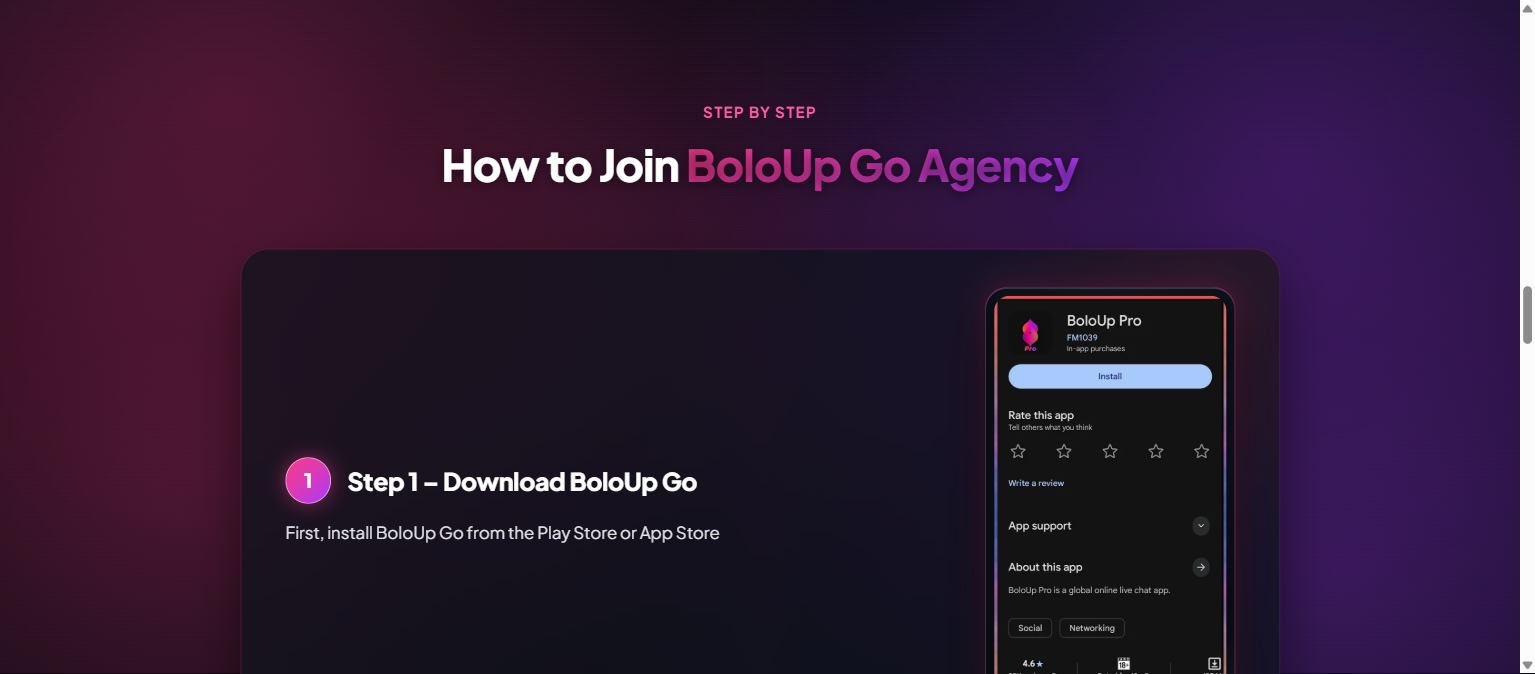 STEP BY STEP
How to Join BoloUp Go Agency
1
Step 1 – Download BoloUp Go
First, install BoloUp Go from the Play Store or App Store
Pro
BoloUp Pro
FM1039
In-app purchases
Install
Rate this app
Tell others what you think
Write a review
App support
About this app
BoloUp Pro is a global online live chat app.
Social
Networking
4.6★
18+